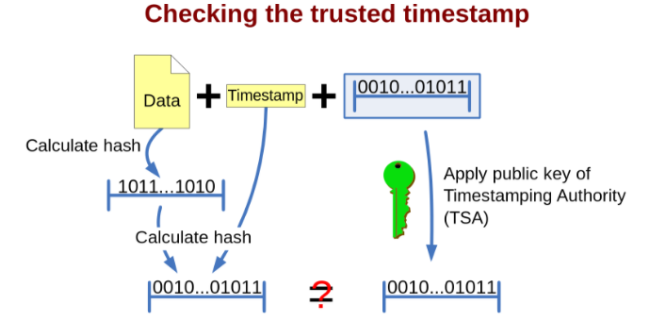 Checking the trusted timestamp
Data + Timestamp + 0010...01011
Calculate hash
1011...1010
Apply public key of
Timestamping Authority
(TSA)
Calculate hash
0010...01011 =? 0010...01011